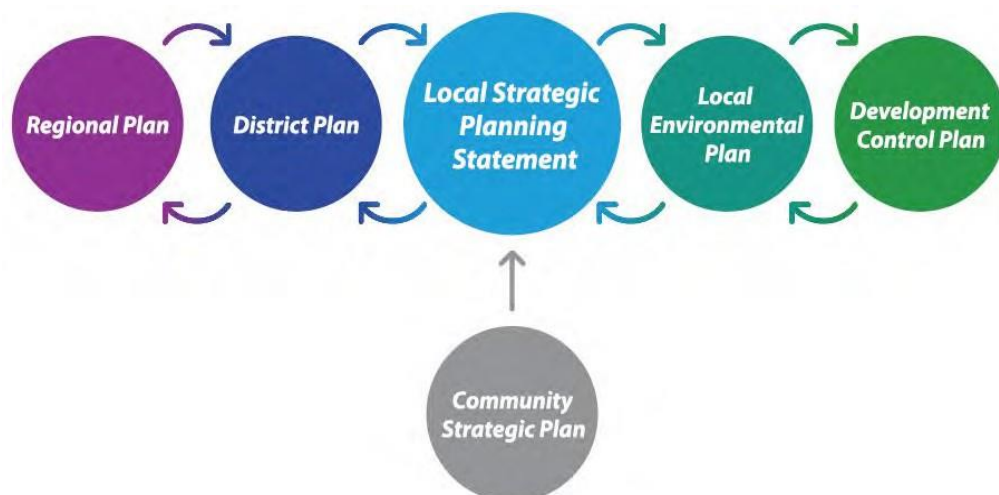 Regional Plan
District Plan
Local Strategic
Planning
Statement
Local
Environmental
Plan
Development
Control Plan
Community
Strategic Plan